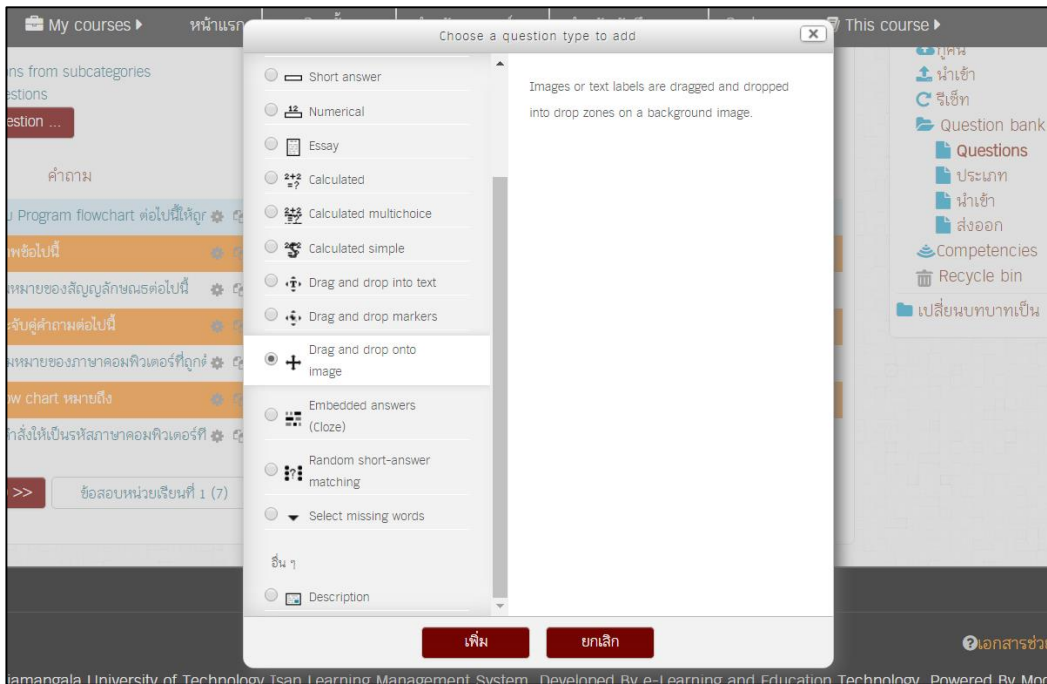 My courses
หน้าแรก
This course
Choose a question type to add
ns from subcategories
estions
estion ...
คำถาม
Program flowchart ต่อไปนี้ให้ถูก
พข้อไปนี้
หมายของสัญญลักษณธต่อไปนี้
จับคู่คำถามต่อไปนี้
มหมายของภาษาคอมพิวเตอร์ที่ถูกต้
ow chart หมายถึง
ำสั่งให้เป็นรหัสภาษาคอมพิวเตอร์ที
>>
ข้อสอบหน่วยเรียนที่ 1 (7)
Short answer
Numerical
Essay
Calculated
Calculated multichoice
Calculated simple
Drag and drop into text
Drag and drop markers
Drag and drop onto
image
Embedded answers
(Cloze)
Random short-answer
matching
Select missing words
อื่น ๆ
Description
Images or text labels are dragged and dropped
into drop zones on a background image.
เพิ่ม
ยกเลิก
กู้คืน
นำเข้า
รีเซ็ท
Question bank
Questions
ประเภท
นำเข้า
ส่งออก
Competencies
Recycle bin
เปลี่ยนบทบาทเป็น
เอกสารช่วย
jamangala University of Technology Isan Learning Management System. Developed By e-Learning and Education Technology. Powered By Moo